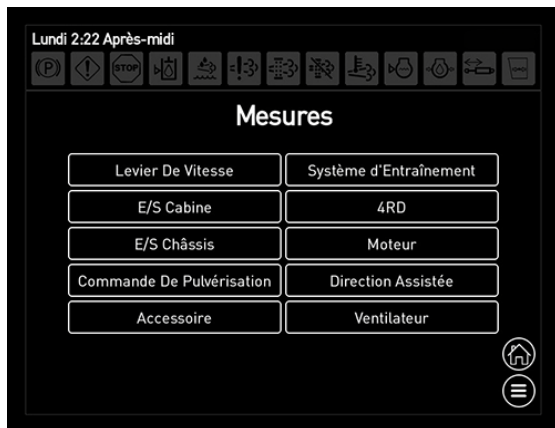 Lundi 2:22 Après-midi
(P) STOP
Mesures
Levier De Vitesse
Système d'Entraînement
E/S Cabine
4RD
E/S Châssis
Moteur
Commande De Pulvérisation
Direction Assistée
Accessoire
Ventilateur